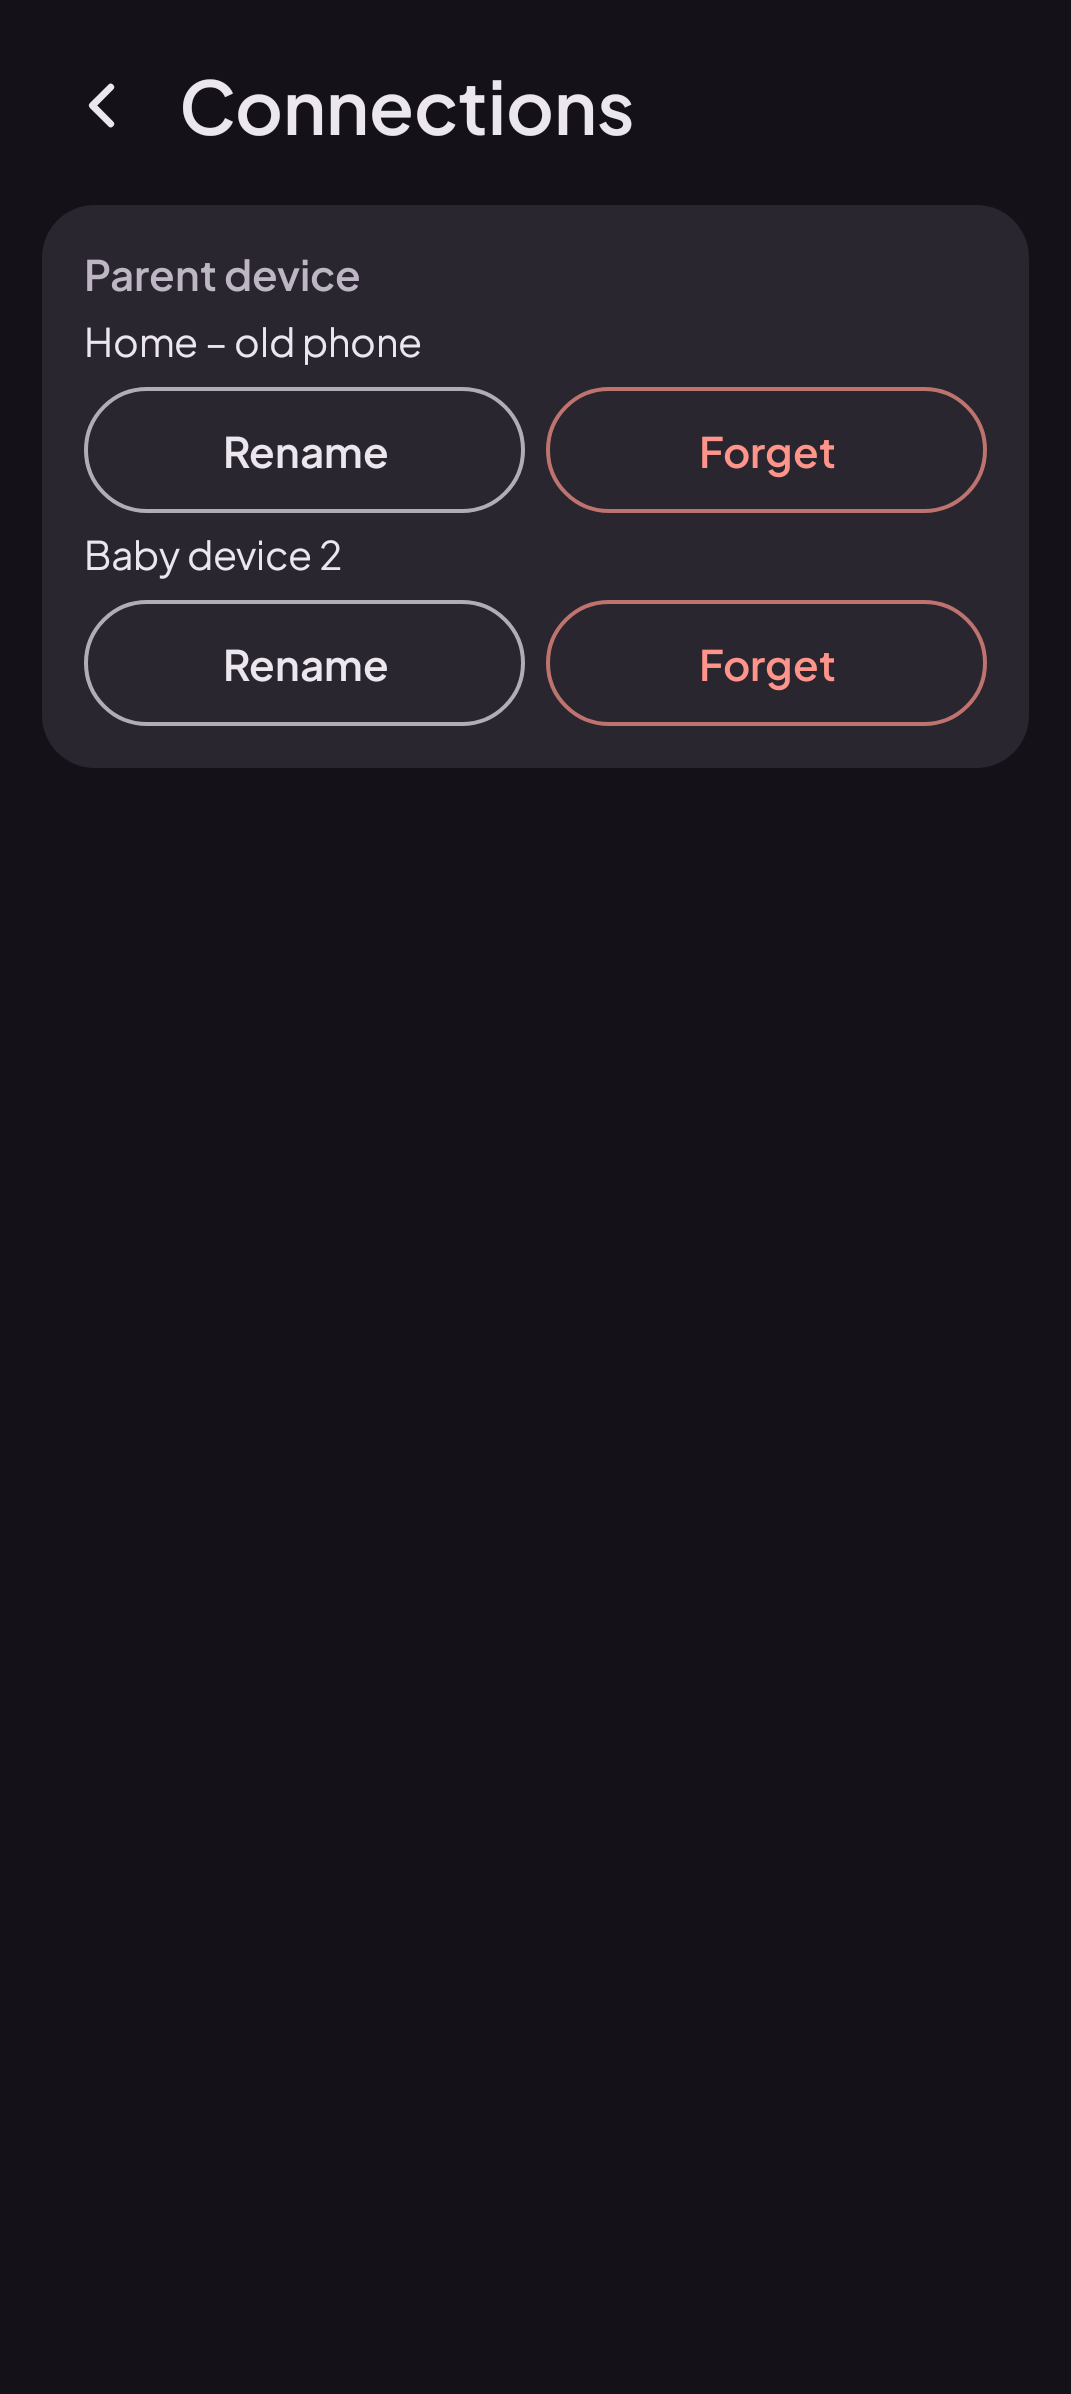 Connections
Parent device
Home – old phone
Rename Forget
Baby device 2
Rename Forget